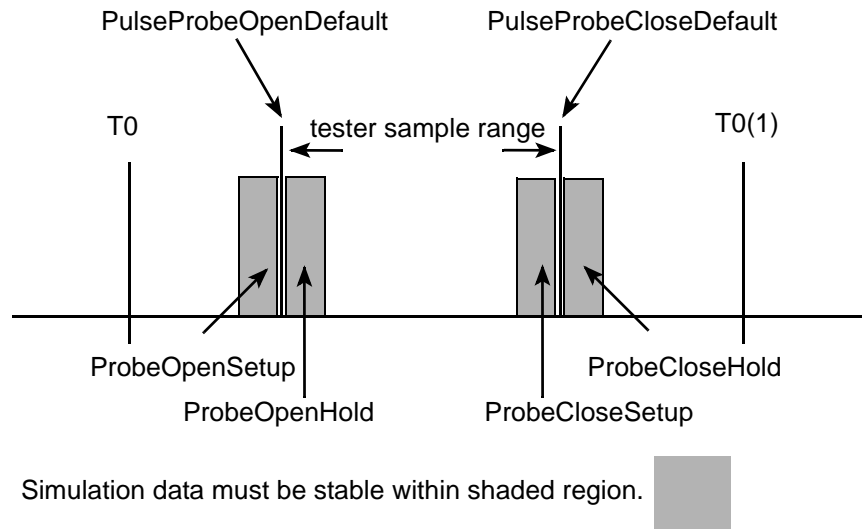 PulseProbeOpenDefault
PulseProbeCloseDefault
T0
tester sample range
T0(1)
ProbeOpenSetup
ProbeCloseHold
ProbeOpenHold
ProbeCloseSetup
Simulation data must be stable within shaded region.